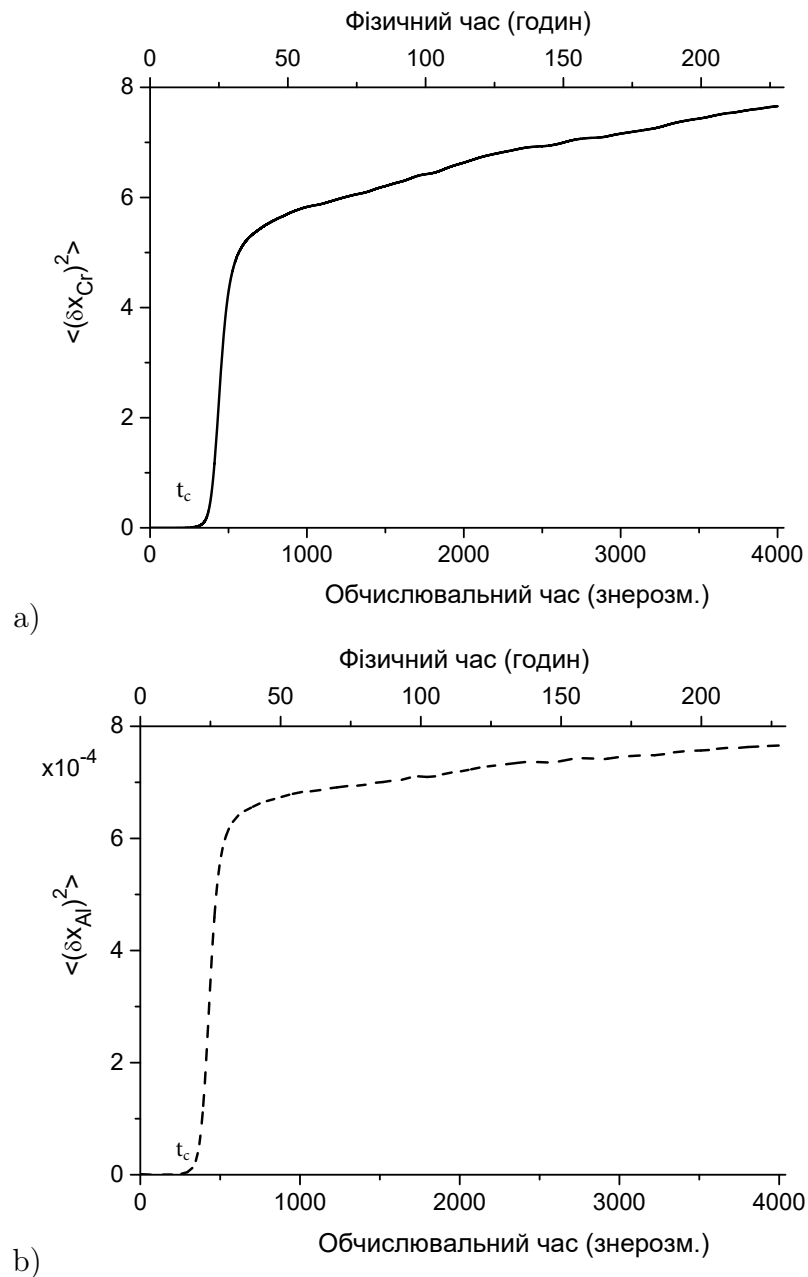 Фізичний час (годин)
0 50 100 150 200
8
6
4
2
0
<(δx_Cr)^2>
t_c
0 1000 2000 3000 4000
Обчислювальний час (знерозм.)
a)
Фізичний час (годин)
0 50 100 150 200
8
x10^-4
6
4
2
0
<(δx_Al)^2>
t_c
0 1000 2000 3000 4000
Обчислювальний час (знерозм.)
b)